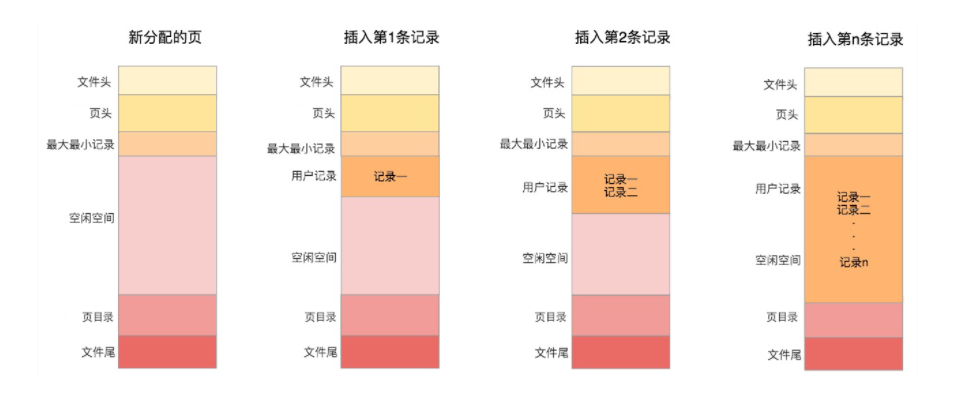 新分配的页
文件头
页头
最大最小记录
空闲空间
页目录
文件尾
插入第1条记录
文件头
页头
最大最小记录
用户记录
记录一
空闲空间
页目录
文件尾
插入第2条记录
文件头
页头
最大最小记录
用户记录
记录一
记录二
空闲空间
页目录
文件尾
插入第n条记录
文件头
页头
最大最小记录
用户记录
记录一
记录二
.
.
.
记录n
空闲空间
页目录
文件尾